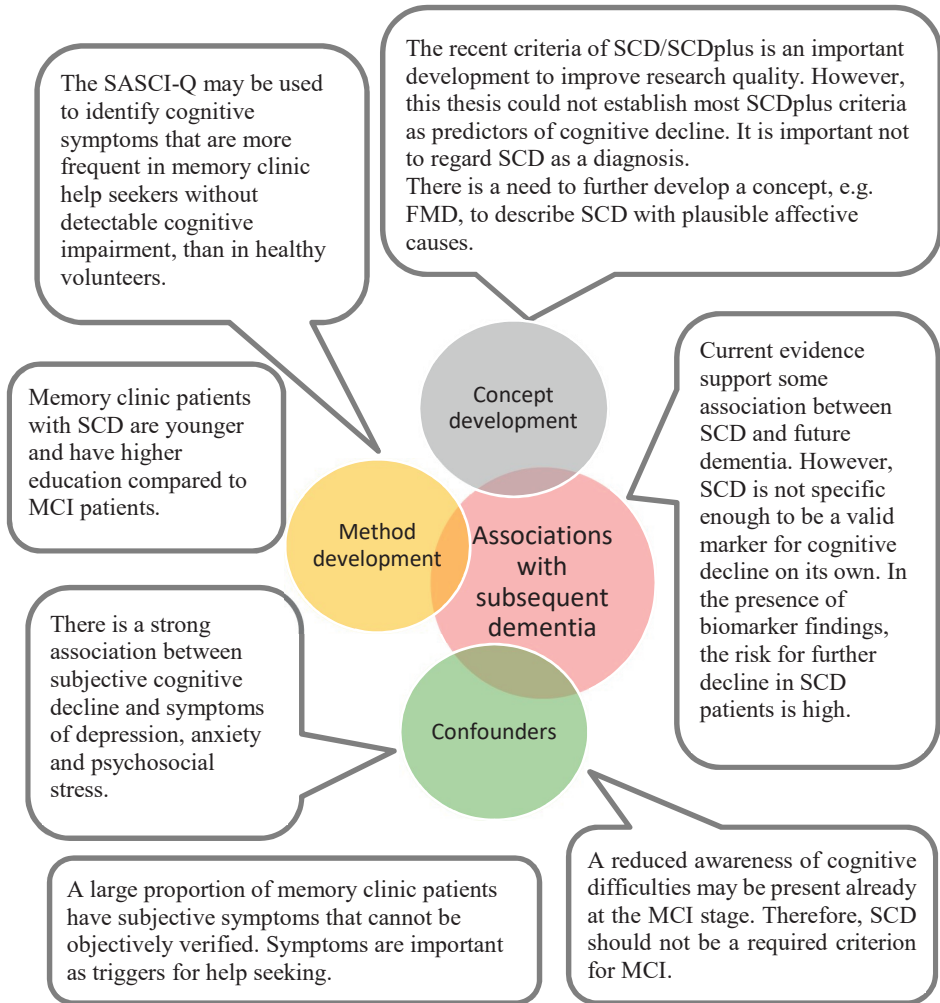 The SASCI-Q may be used
to identify cognitive
symptoms that are more
frequent in memory clinic
help seekers without
detectable cognitive
impairment, than in healthy
volunteers.
The recent criteria of SCD/SCDplus is an important
development to improve research quality. However,
this thesis could not establish most SCDplus criteria
as predictors of cognitive decline. It is important not
to regard SCD as a diagnosis.
There is a need to further develop a concept, e.g.
FMD, to describe SCD with plausible affective
causes.
Memory clinic patients
with SCD are younger
and have higher
education compared to
MCI patients.
Concept
development
Method
development
Associations
with
subsequent
dementia
Confounders
Current evidence
support some
association between
SCD and future
dementia. However,
SCD is not specific
enough to be a valid
marker for cognitive
decline on its own. In
the presence of
biomarker findings,
the risk for further
decline in SCD
patients is high.
There is a strong
association between
subjective cognitive
decline and symptoms
of depression, anxiety
and psychosocial
stress.
A large proportion of memory clinic patients
have subjective symptoms that cannot be
objectively verified. Symptoms are important
as triggers for help seeking.
A reduced awareness of cognitive
difficulties may be present already
at the MCI stage. Therefore, SCD
should not be a required criterion
for MCI.